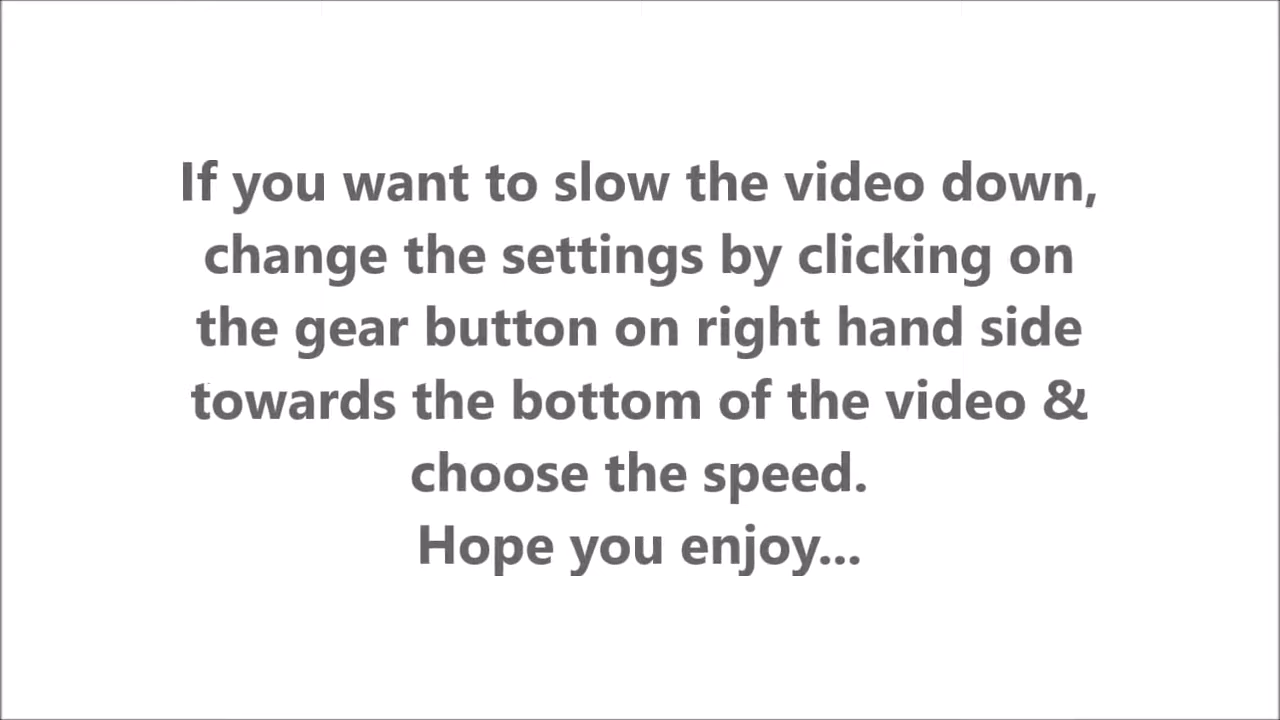 If you want to slow the video down,
change the settings by clicking on
the gear button on right hand side
towards the bottom of the video &
choose the speed.
Hope you enjoy...